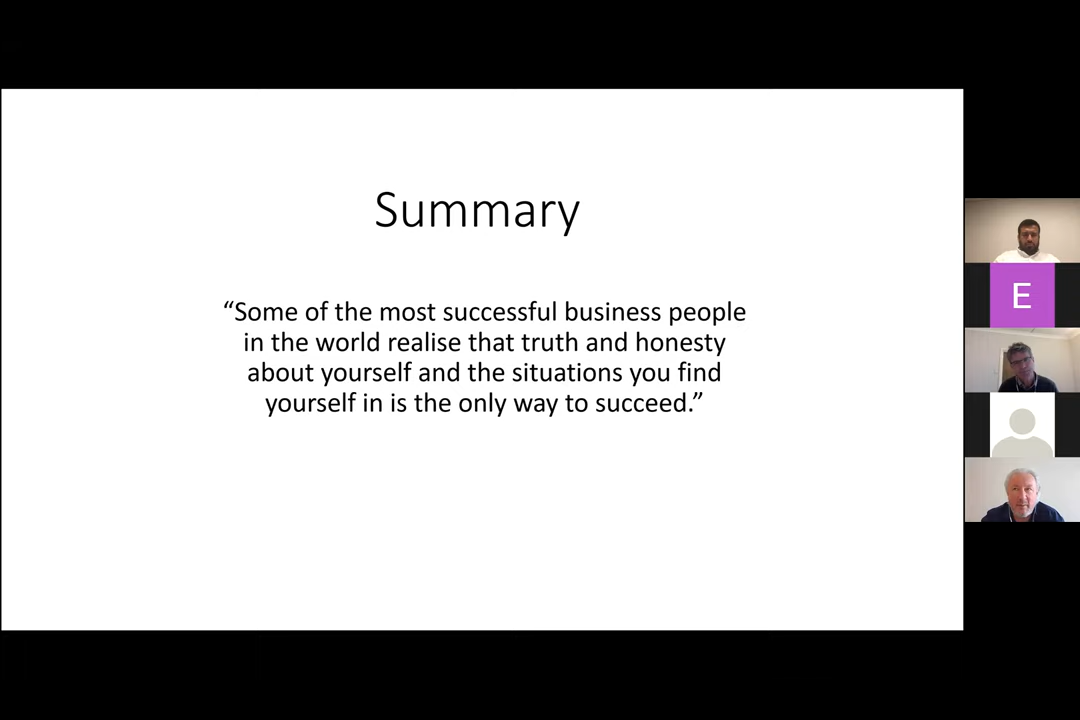 Summary
“Some of the most successful business people
in the world realise that truth and honesty
about yourself and the situations you find
yourself in is the only way to succeed.”
E